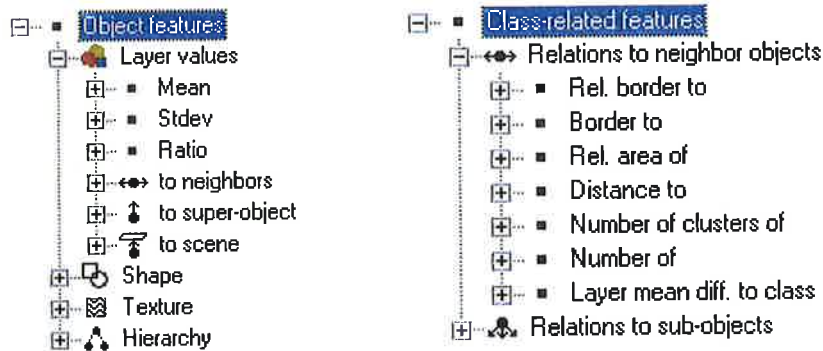 Object features
Layer values
Mean
Stdev
Ratio
to neighbors
to super-object
to scene
Shape
Texture
Hierarchy
Class-related features
Relations to neighbor objects
Rel. border to
Border to
Rel. area of
Distance to
Number of clusters of
Number of
Layer mean diff. to class
Relations to sub-objects